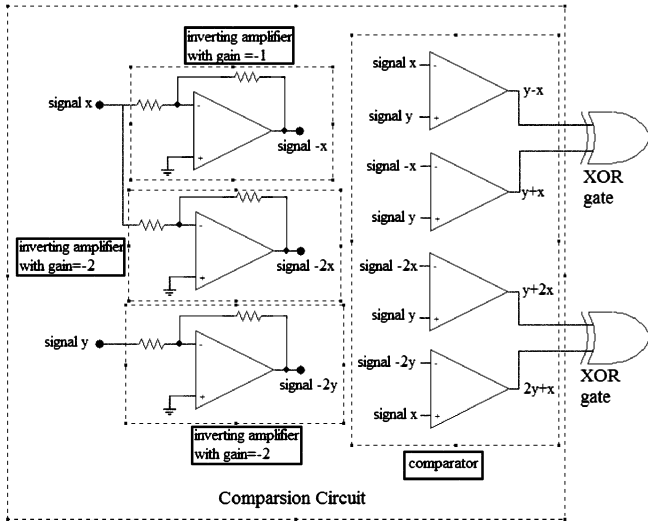 inverting amplifier
with gain =-1
signal x
-
+
signal -x
inverting amplifier
with gain=-2
-
+
signal -2x
signal y
-
+
signal -2y
inverting amplifier
with gain=-2
signal x
-
signal y
+
y-x
signal -x
-
signal y
+
y+x
XOR
gate
signal -2x
-
signal y
+
y+2x
signal -2y
-
signal x
+
2y+x
XOR
gate
comparator
Comparsion Circuit